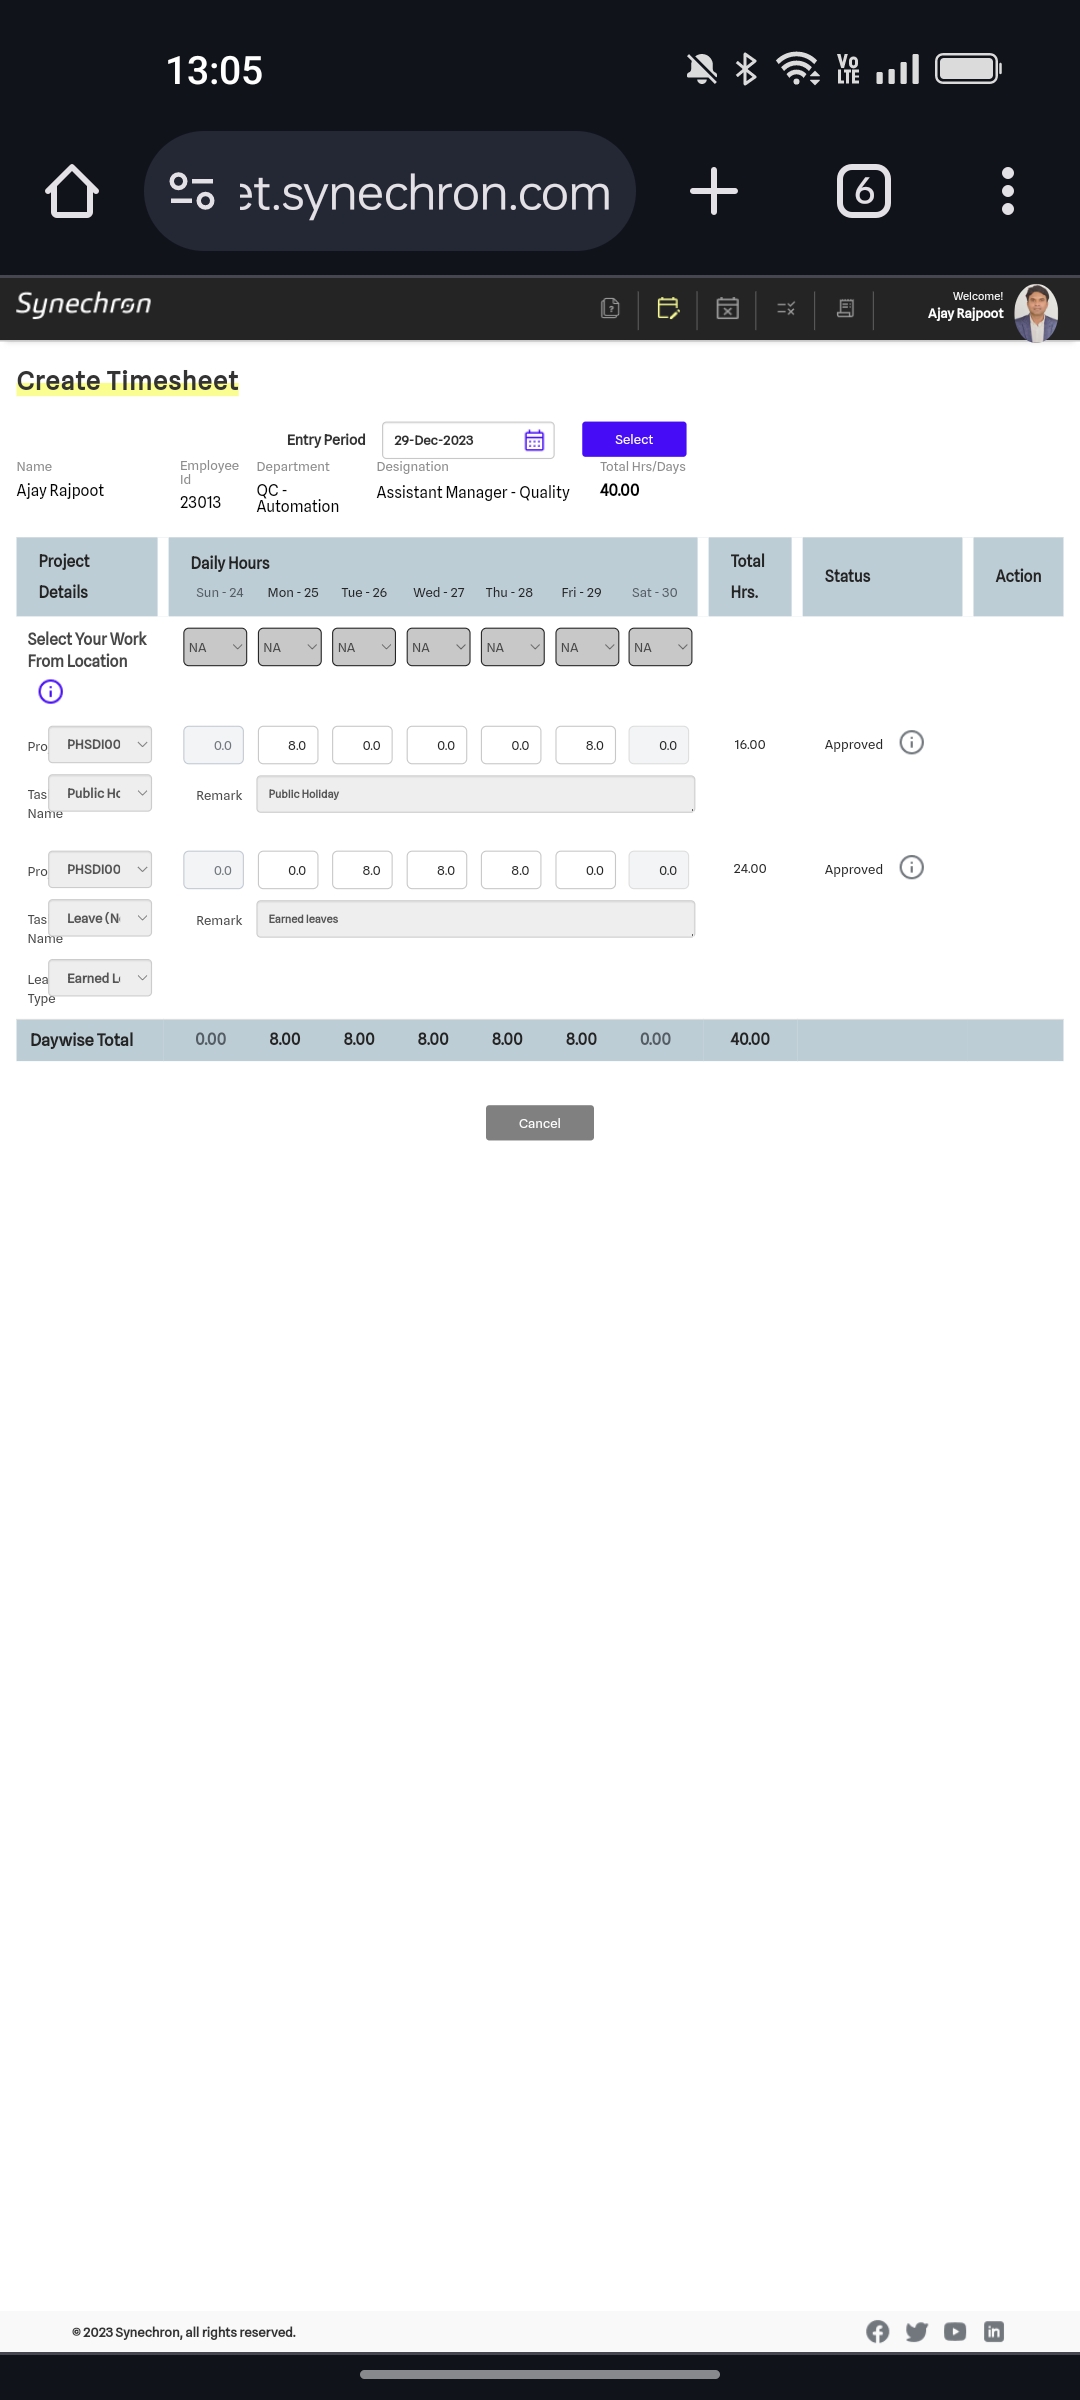 13:05
Vo
LTE
et.synechron.com
6
Synechron
Welcome!
Ajay Rajpoot
Create Timesheet
Entry Period
29-Dec-2023
Select
Name
Employee
Id
Department
Designation
Total Hrs/Days
Ajay Rajpoot
23013
QC -
Automation
Assistant Manager - Quality
40.00
Project
Details
Daily Hours
Sun - 24 Mon - 25 Tue - 26 Wed - 27 Thu - 28 Fri - 29 Sat - 30
Total
Hrs.
Status
Action
Select Your Work
From Location
NA NA NA NA NA NA NA
Pro PHSDI00 0.0 8.0 0.0 0.0 0.0 8.0 0.0 16.00 Approved
Tas
Name
Public Ho
Remark
Public Holiday
Pro PHSDI00 0.0 0.0 8.0 8.0 8.0 0.0 0.0 24.00 Approved
Tas
Name
Leave (N
Remark
Earned leaves
Lea
Type
Earned L
Daywise Total 0.00 8.00 8.00 8.00 8.00 8.00 0.00 40.00
Cancel
© 2023 Synechron, all rights reserved.